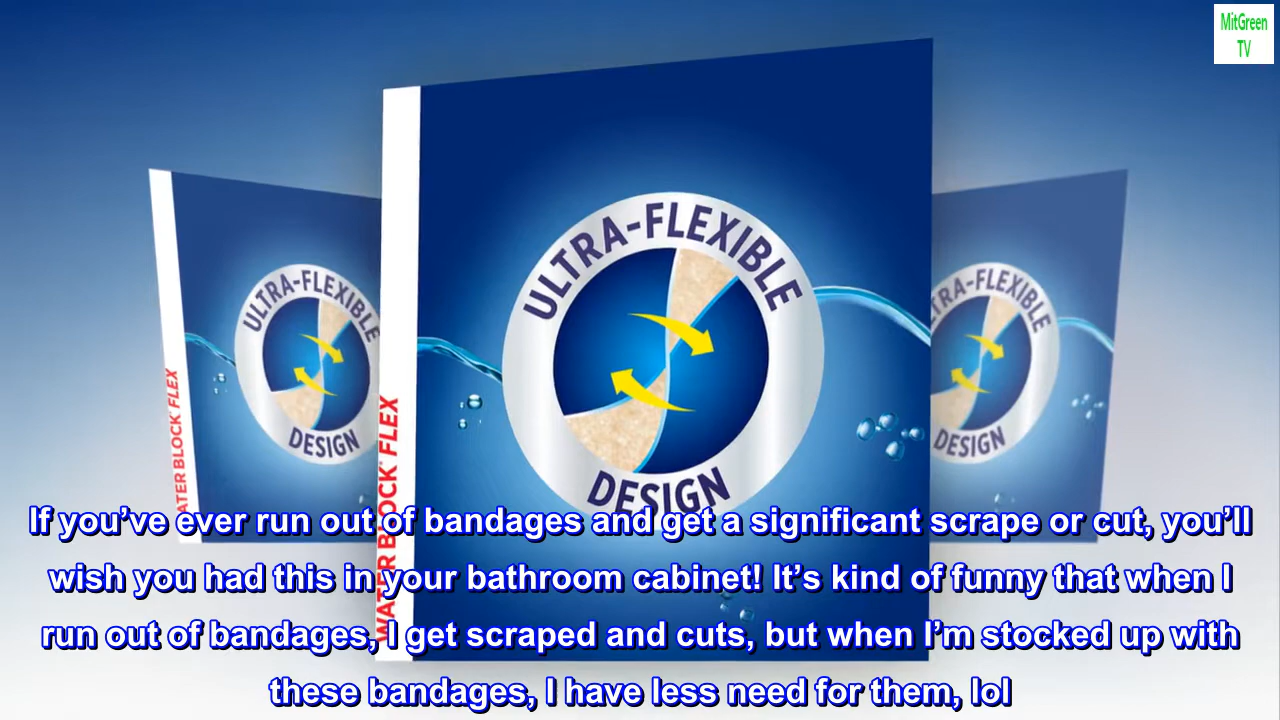 MitGreen
TV
ULTRA-FLEXIBLE
DESIGN
WATER BLOCK FLEX
ULTRA-FLEXIBLE
DESIGN
ATER BLOCK FLEX
TRA-FLEXIBLE
DESIGN
If you’ve ever run out of bandages and get a significant scrape or cut, you’ll
wish you had this in your bathroom cabinet! It’s kind of funny that when I
run out of bandages, I get scraped and cuts, but when I’m stocked up with
these bandages, I have less need for them, lol